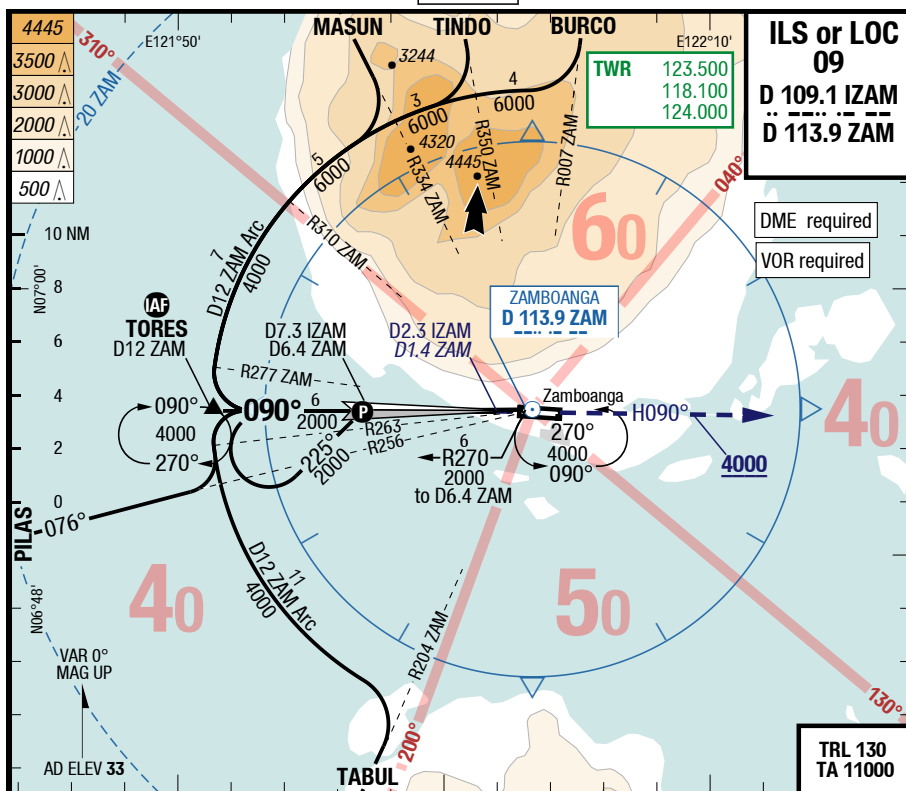 4445
3500
3000
2000
1000
500
E121°50'
MASUN
TINDO
BURCO
E122°10'
ILS or LOC
09
D 109.1 IZAM
D 113.9 ZAM
TWR 123.500
118.100
124.000
310°
20 ZAM
3244
4
6000
3
6000
4320
4445
R350 ZAM
R334 ZAM
R007 ZAM
040°
5
6000
60
DME required
VOR required
R310 ZAM
10 NM
7
D12 ZAM Arc
4000
N07°00'
8
IAF
TORES
D12 ZAM
6
D7.3 IZAM
D6.4 ZAM
D2.3 IZAM
D1.4 ZAM
ZAMBOANGA
D 113.9 ZAM
R277 ZAM
4
090°
4000
270°
090°
6
2000
P
Zamboanga
H090°
4000
40
R263
R256
225°
2000
6
R270
2000
to D6.4 ZAM
270°
4000
090°
2
0
PILAS
076°
N06°48'
40
11
D12 ZAM Arc
4000
50
R204 ZAM
VAR 0°
MAG UP
AD ELEV 33
200°
130°
TABUL
TRL 130
TA 11000